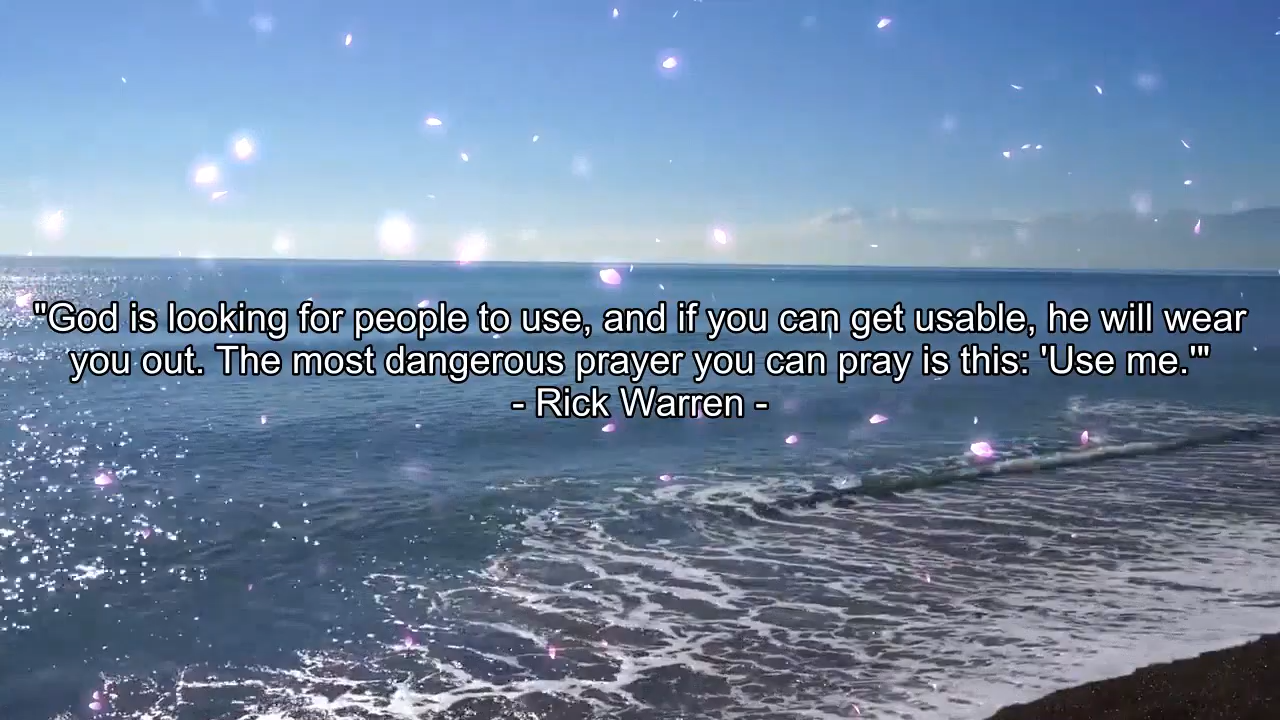 "God is looking for people to use, and if you can get usable, he will wear
you out. The most dangerous prayer you can pray is this: 'Use me.'"
- Rick Warren -